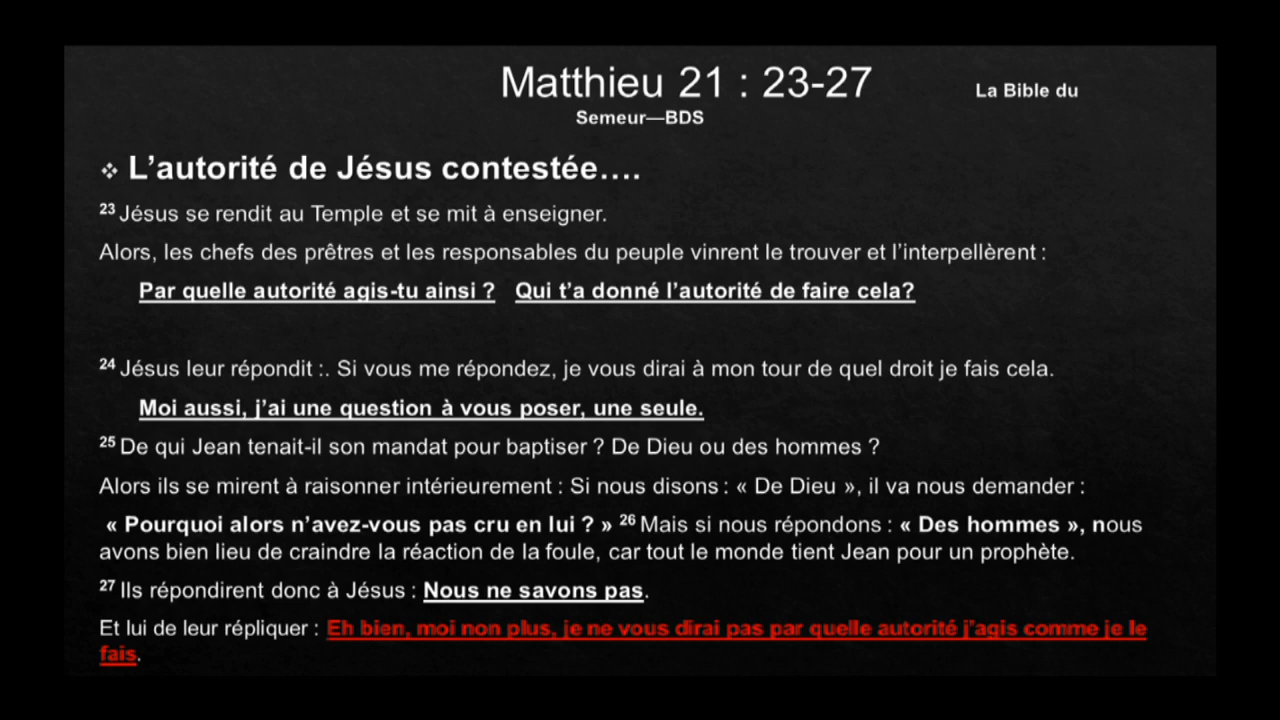 Matthieu 21 : 23-27 La Bible du
Semeur—BDS
❖ L’autorité de Jésus contestée….
23 Jésus se rendit au Temple et se mit à enseigner.
Alors, les chefs des prêtres et les responsables du peuple vinrent le trouver et l’interpellèrent :
Par quelle autorité agis-tu ainsi ? Qui t’a donné l’autorité de faire cela?
24 Jésus leur répondit :. Si vous me répondez, je vous dirai à mon tour de quel droit je fais cela.
Moi aussi, j’ai une question à vous poser, une seule.
25 De qui Jean tenait-il son mandat pour baptiser ? De Dieu ou des hommes ?
Alors ils se mirent à raisonner intérieurement : Si nous disons : « De Dieu », il va nous demander :
« Pourquoi alors n’avez-vous pas cru en lui ? » 26 Mais si nous répondons : « Des hommes », nous
avons bien lieu de craindre la réaction de la foule, car tout le monde tient Jean pour un prophète.
27 Ils répondirent donc à Jésus : Nous ne savons pas.
Et lui de leur répliquer : Eh bien, moi non plus, je ne vous dirai pas par quelle autorité j’agis comme je le
fais.